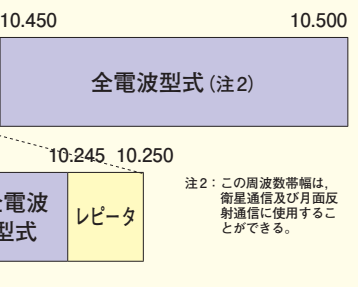 10.450 10.500
全電波型式(注2)
10.245 10.250
全電波
型式
レピータ
注2：この周波数帯幅は，
衛星通信及び月面反
射通信に使用するこ
とができる。